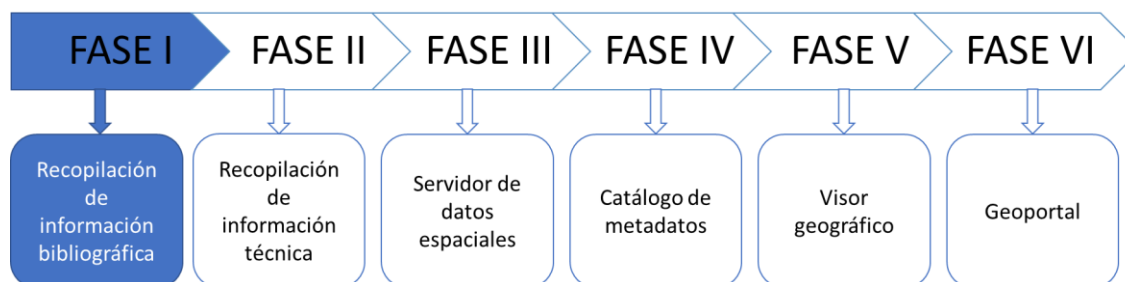 FASE I
FASE II
FASE III
FASE IV
FASE V
FASE VI
Recopilación
de
información
bibliográfica
Recopilación
de
información
técnica
Servidor de
datos
espaciales
Catálogo de
metadatos
Visor
geográfico
Geoportal